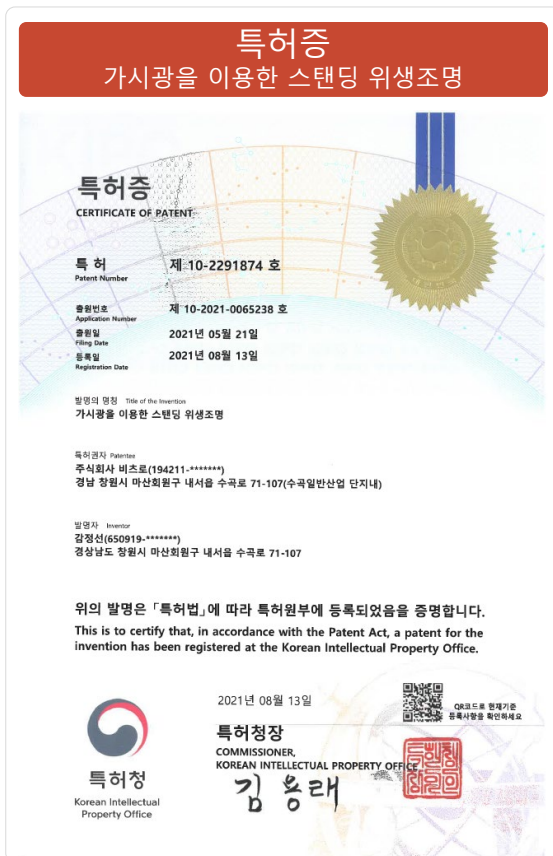 특허증
가시광을 이용한 스탠딩 위생조명
특허증
CERTIFICATE OF PATENT
특 허 제 10-2291874 호
Patent Number
출원번호 제 10-2021-0065238 호
Application Number
출원일 2021년 05월 21일
Filing Date
등록일 2021년 08월 13일
Registration Date
발명의 명칭 Title of the Invention
가시광을 이용한 스탠딩 위생조명
특허권자 Patentee
주식회사 비츠로(194211-*******)
경남 창원시 마산회원구 내서읍 수곡로 71-107(수곡일반산업 단지내)
발명자 Inventor
감정선(650919-*******)
경상남도 창원시 마산회원구 내서읍 수곡로 71-107
위의 발명은 「특허법」에 따라 특허원부에 등록되었음을 증명합니다.
This is to certify that, in accordance with the Patent Act, a patent for the
invention has been registered at the Korean Intellectual Property Office.
2021년 08월 13일
QR코드로 현재기준
등록사항을 확인하세요
특허청장
COMMISSIONER,
KOREAN INTELLECTUAL PROPERTY OFFICE
김용래
특허청
Korean Intellectual
Property Office